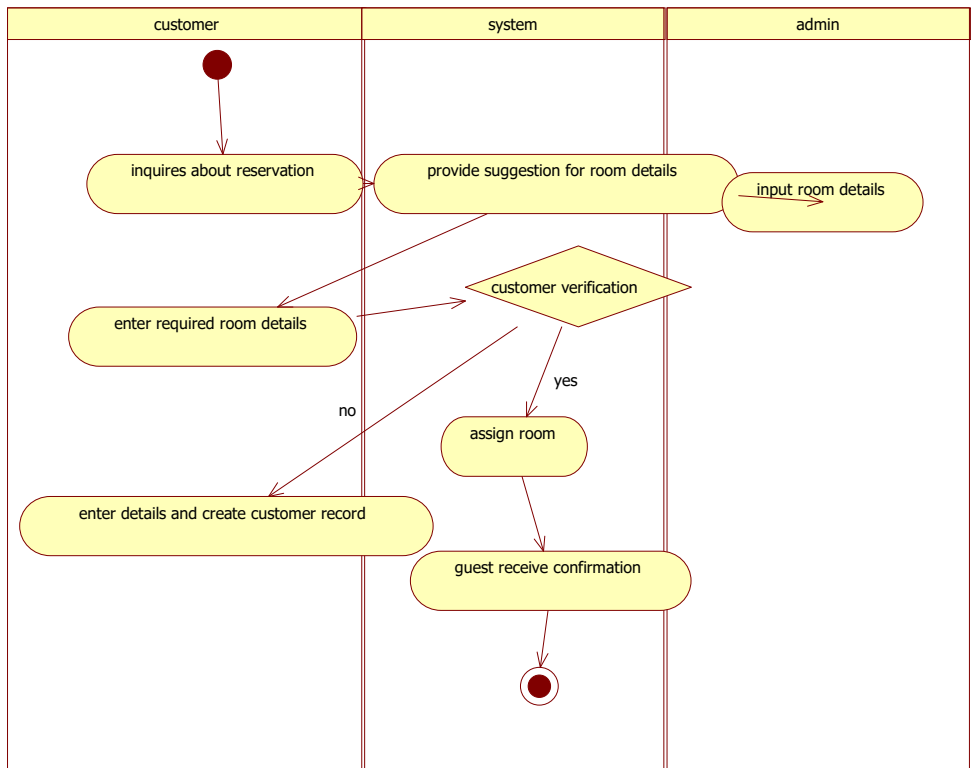 customer
system
admin
inquires about reservation
provide suggestion for room details
input room details
customer verification
enter required room details
yes
no
assign room
enter details and create customer record
guest receive confirmation